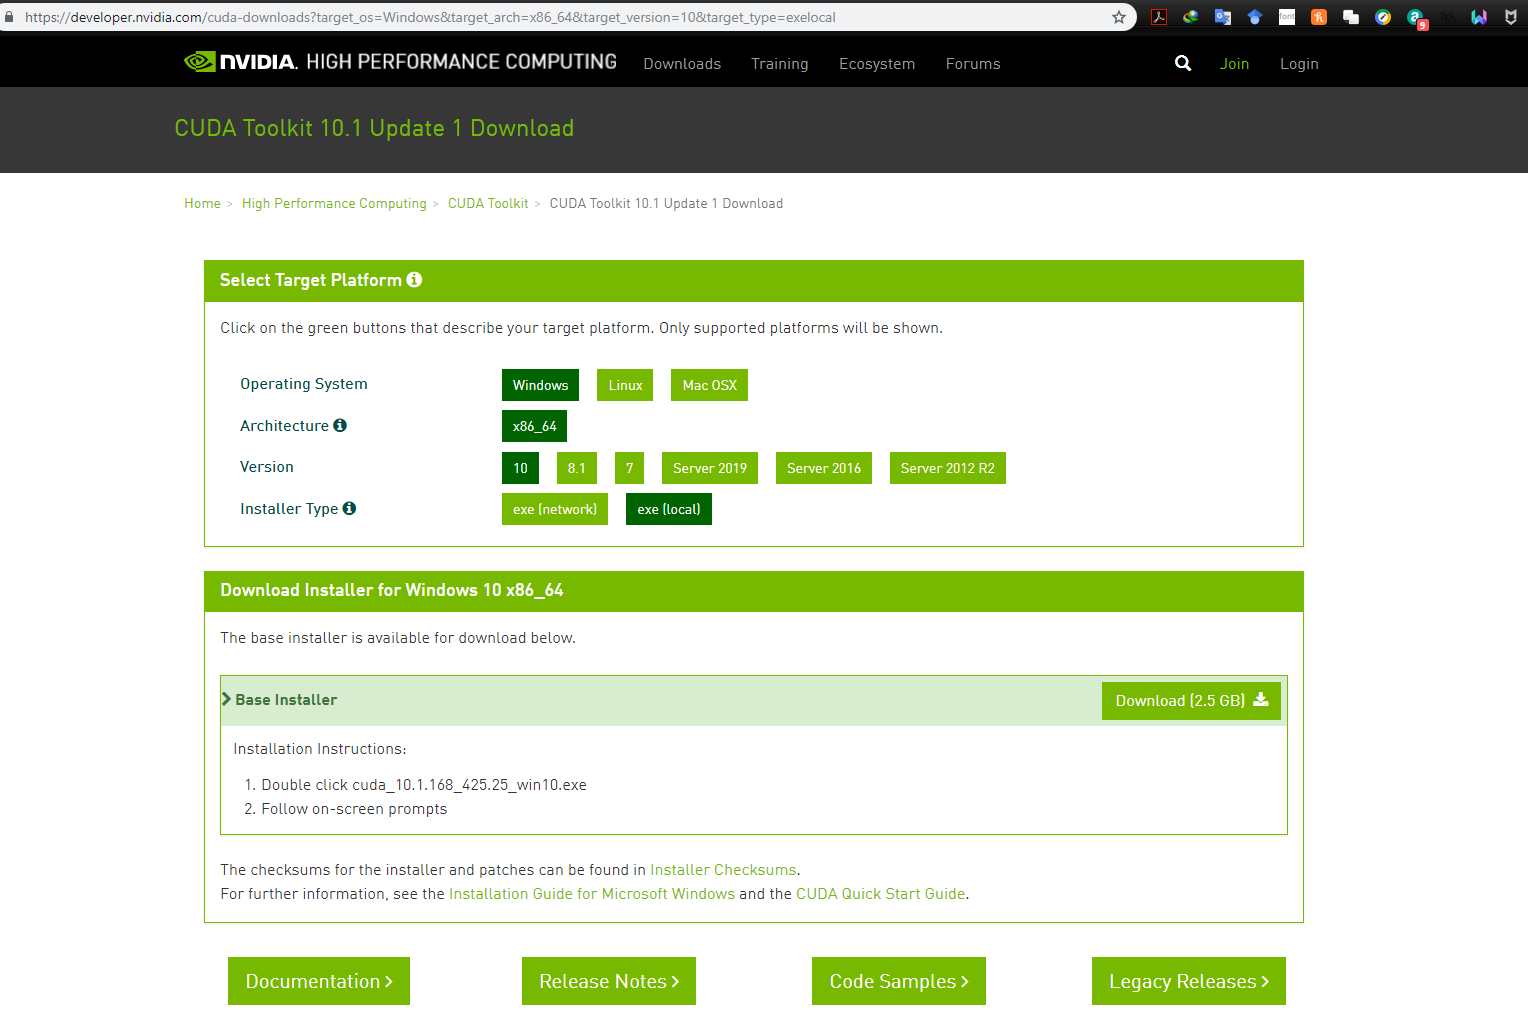 https://developer.nvidia.com/cuda-downloads?target_os=Windows&target_arch=x86_64&target_version=10&target_type=exelocal
font
9
NVIDIA. HIGH PERFORMANCE COMPUTING Downloads Training Ecosystem Forums Join Login
CUDA Toolkit 10.1 Update 1 Download
Home > High Performance Computing > CUDA Toolkit > CUDA Toolkit 10.1 Update 1 Download
Select Target Platform
Click on the green buttons that describe your target platform. Only supported platforms will be shown.
Operating System Windows Linux Mac OSX
Architecture x86_64
Version 10 8.1 7 Server 2019 Server 2016 Server 2012 R2
Installer Type exe (network) exe (local)
Download Installer for Windows 10 x86_64
The base installer is available for download below.
Base Installer Download (2.5 GB)
Installation Instructions:
1. Double click cuda_10.1.168_425.25_win10.exe
2. Follow on-screen prompts
The checksums for the installer and patches can be found in Installer Checksums.
For further information, see the Installation Guide for Microsoft Windows and the CUDA Quick Start Guide.
Documentation > Release Notes > Code Samples > Legacy Releases >